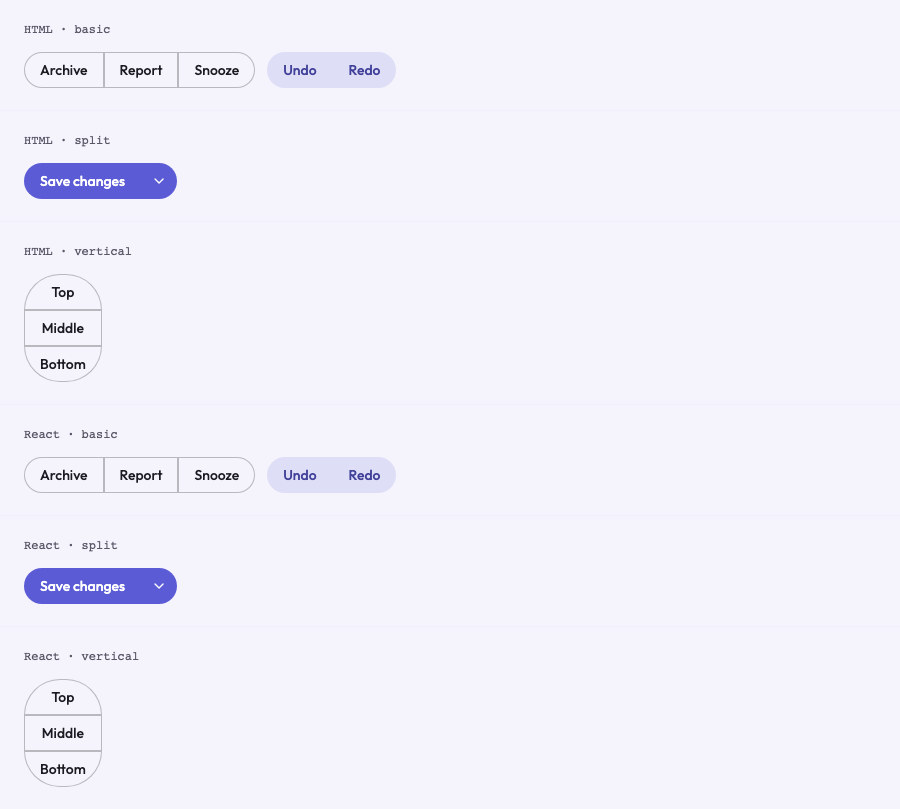 HTML · basic
Archive Report Snooze Undo Redo
HTML · split
Save changes
HTML · vertical
Top
Middle
Bottom
React · basic
Archive Report Snooze Undo Redo
React · split
Save changes
React · vertical
Top
Middle
Bottom